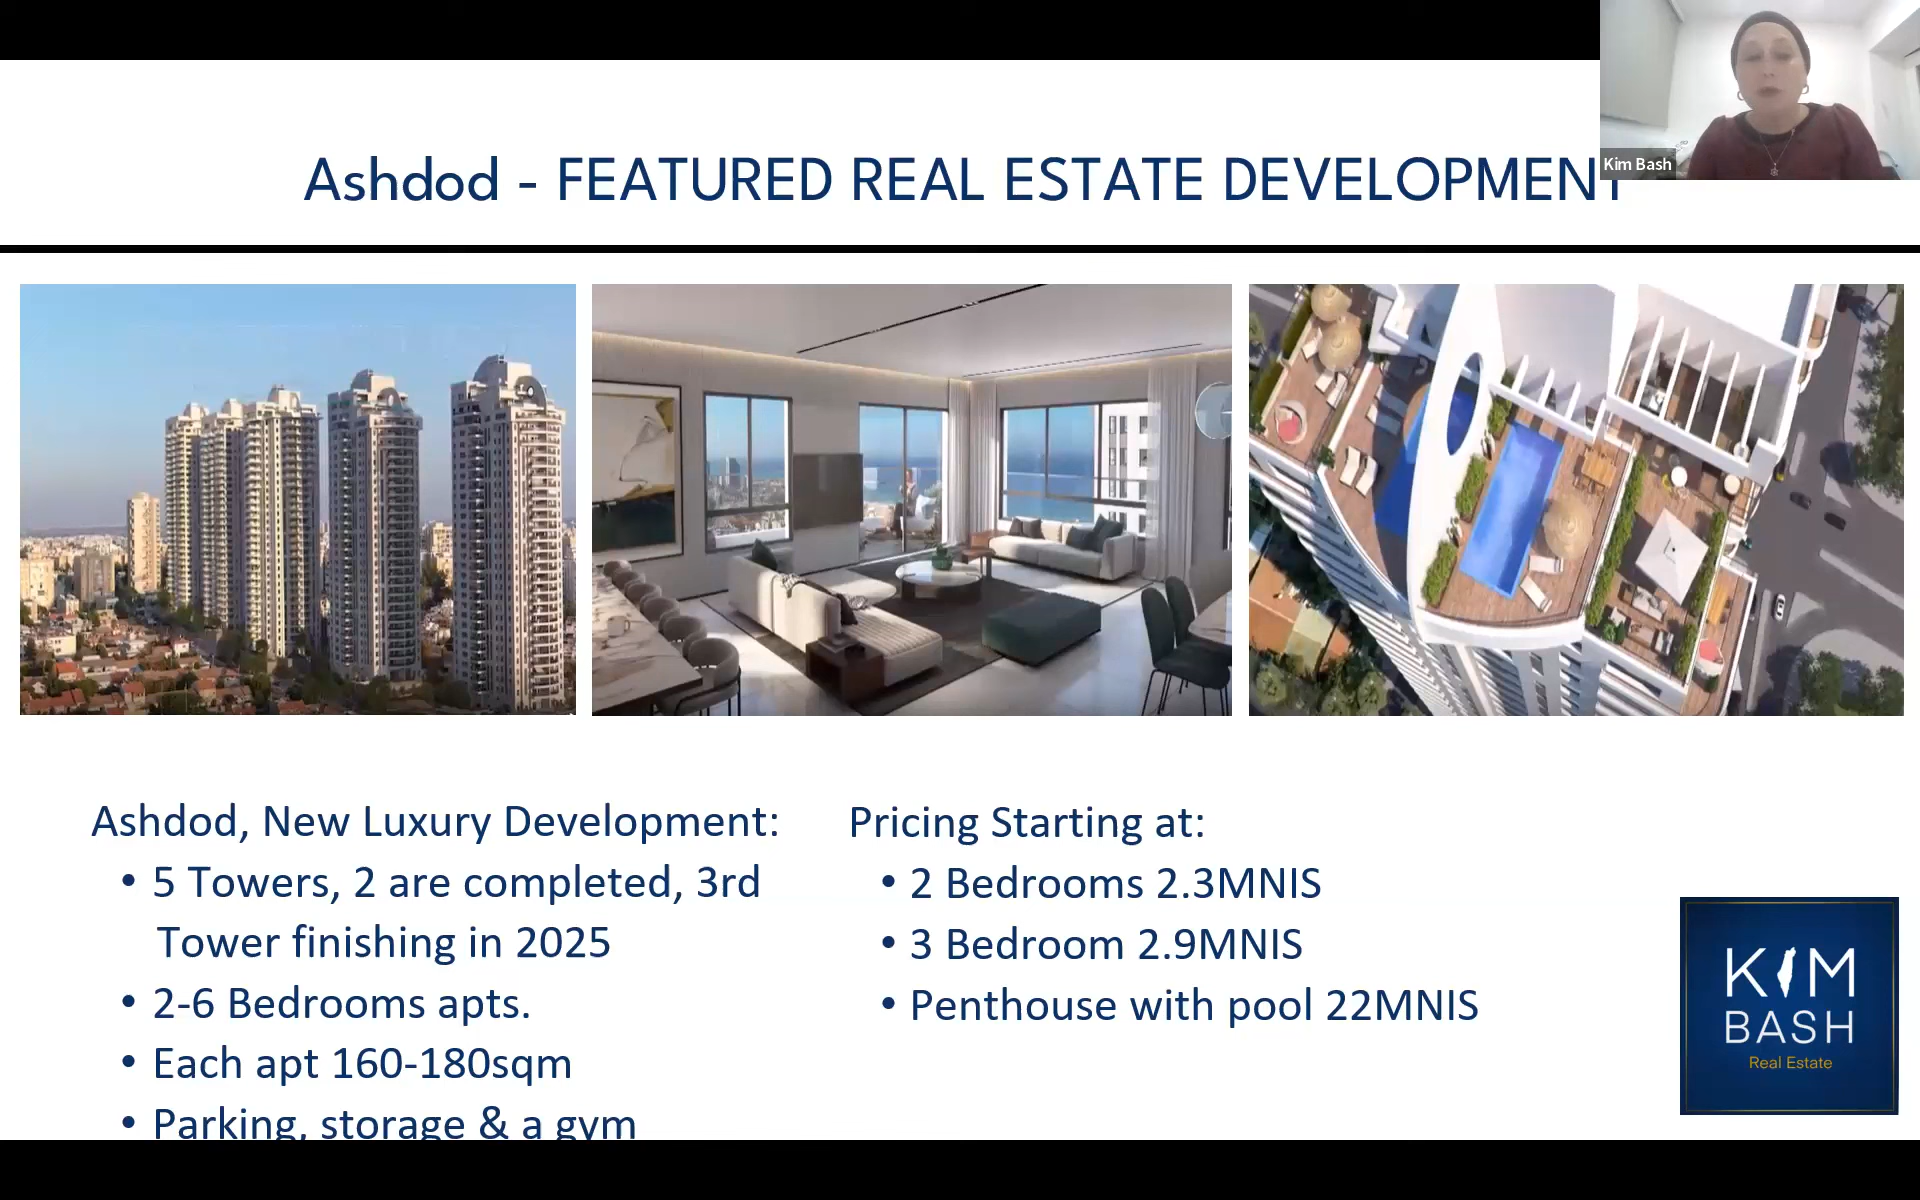 Kim Bash
Ashdod - FEATURED REAL ESTATE DEVELOPMENT
Ashdod, New Luxury Development:
• 5 Towers, 2 are completed, 3rd
Tower finishing in 2025
• 2-6 Bedrooms apts.
• Each apt 160-180sqm
• Parking, storage & a gym
Pricing Starting at:
• 2 Bedrooms 2.3MNIS
• 3 Bedroom 2.9MNIS
• Penthouse with pool 22MNIS
KIM
BASH
Real Estate